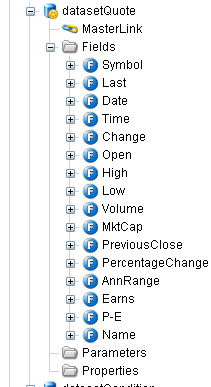 datasetQuote
MasterLink
Fields
F Symbol
F Last
F Date
F Time
F Change
F Open
F High
F Low
F Volume
F MktCap
F PreviousClose
F PercentageChange
F AnnRange
F Earns
F P-E
F Name
Parameters
Properties
datasetCondition